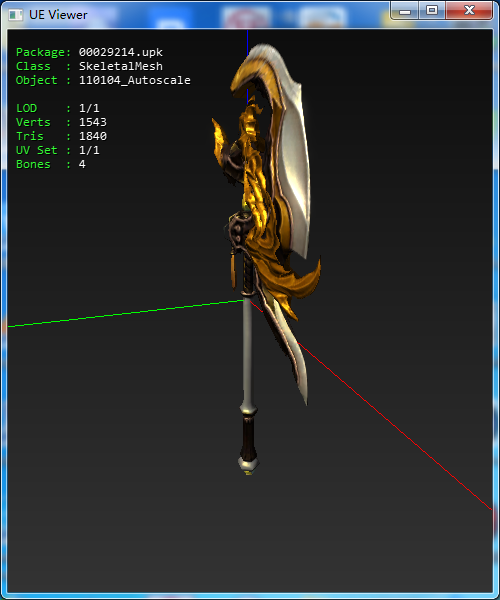 UE Viewer
Package: 00029214.upk
Class : SkeletalMesh
Object : 110104_Autoscale
LOD : 1/1
Verts : 1543
Tris : 1840
UV Set : 1/1
Bones : 4